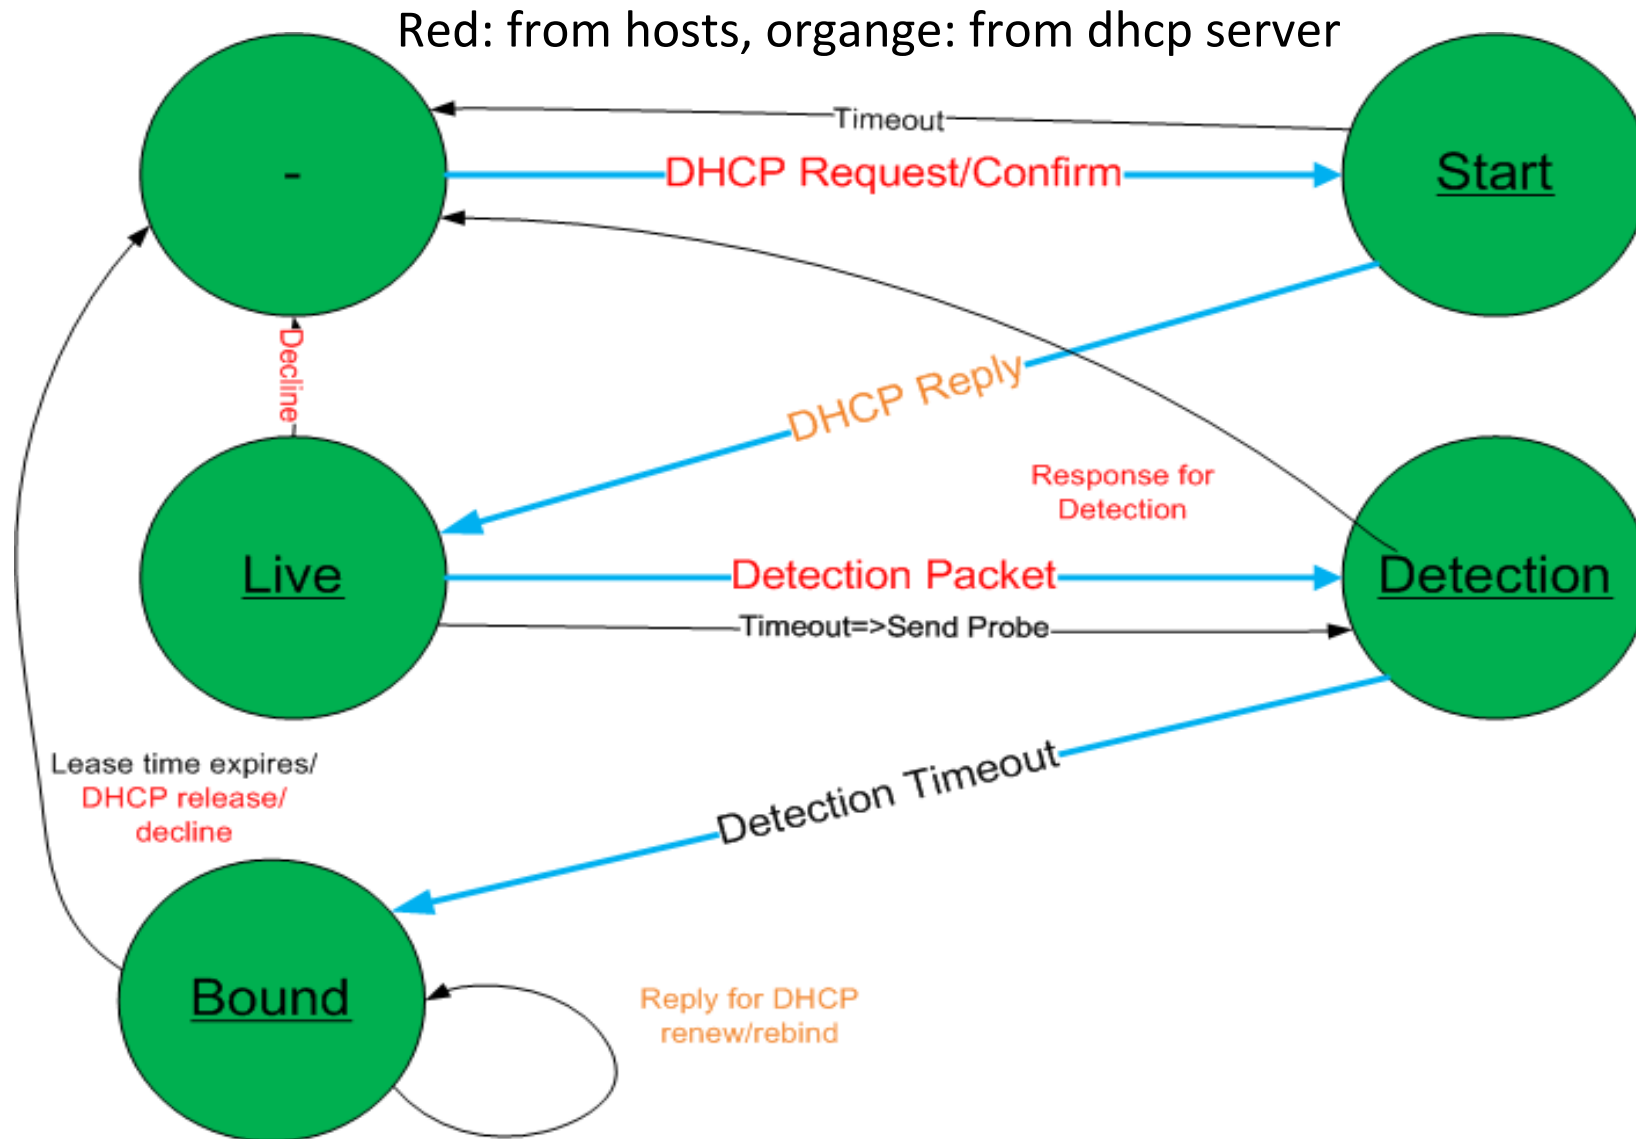 Red: from hosts, organge: from dhcp server
Timeout
-
DHCP Request/Confirm
Start
Decline
DHCP Reply
Response for
Detection
Live
Detection Packet
Detection
Timeout=>Send Probe
Lease time expires/
DHCP release/
decline
Detection Timeout
Bound
Reply for DHCP
renew/rebind